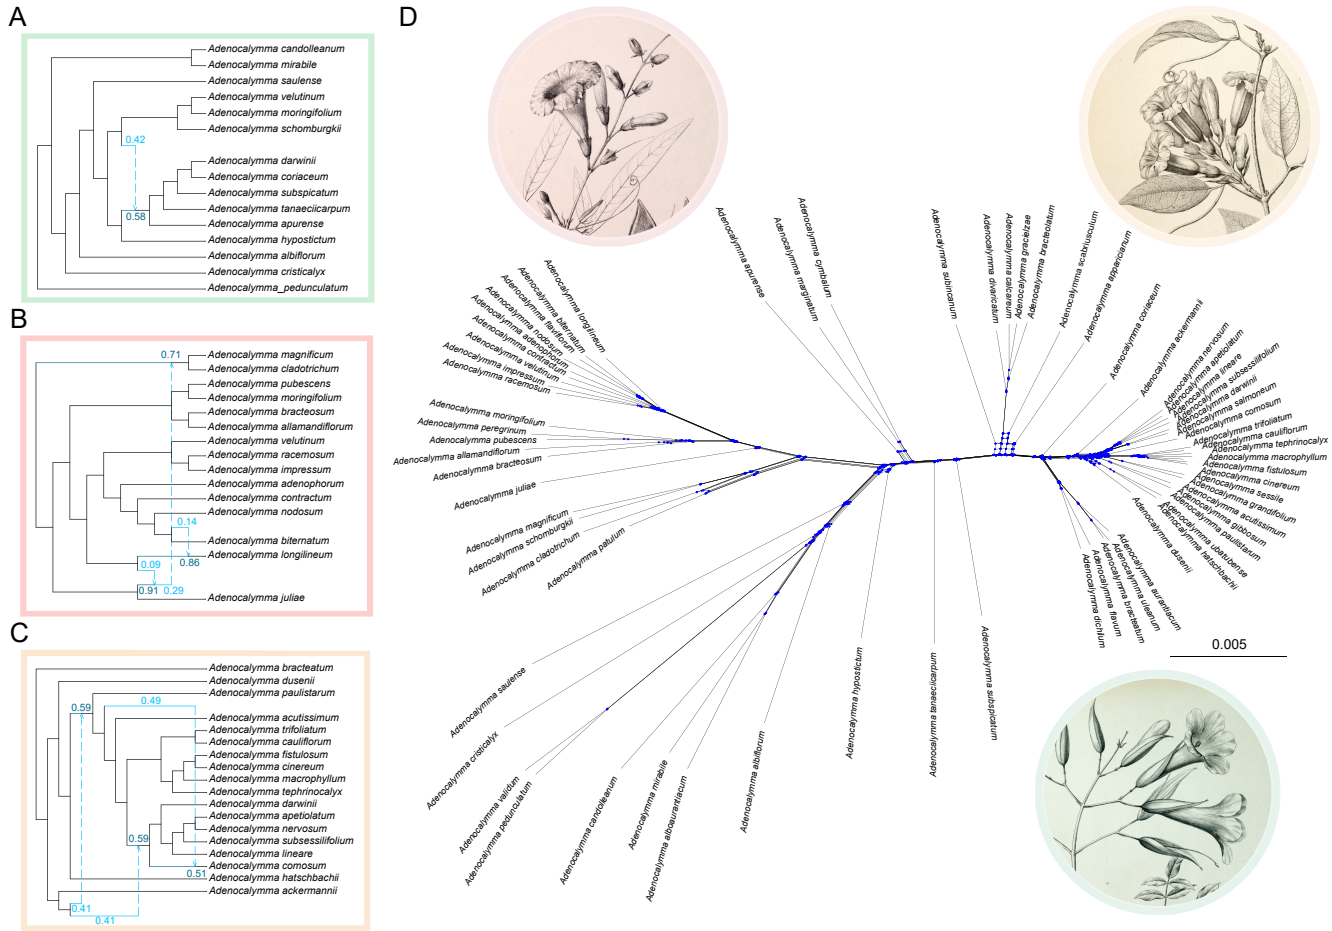 A
Adenocalymma candolleanum
Adenocalymma mirabile
Adenocalymma saulense
Adenocalymma velutinum
Adenocalymma moringifolium
Adenocalymma schomburgkii
0.42
Adenocalymma darwinii
Adenocalymma coriaceum
Adenocalymma subspicatum
Adenocalymma tanaeciicarpum
0.58
Adenocalymma apurense
Adenocalymma hypostictum
Adenocalymma albiflorum
Adenocalymma cristicalyx
Adenocalymma_pedunculatum
B
0.71
Adenocalymma magnificum
Adenocalymma cladotrichum
Adenocalymma pubescens
Adenocalymma moringifolium
Adenocalymma bracteosum
Adenocalymma allamandiflorum
Adenocalymma velutinum
Adenocalymma racemosum
Adenocalymma impressum
Adenocalymma adenophorum
Adenocalymma contractum
Adenocalymma nodosum
0.14
Adenocalymma biternatum
Adenocalymma longilineum
0.09
0.86
0.91
0.29
Adenocalymma juliae
C
Adenocalymma bracteatum
Adenocalymma dusenii
Adenocalymma paulistarum
0.49
0.59
Adenocalymma acutissimum
Adenocalymma trifoliatum
Adenocalymma cauliflorum
Adenocalymma fistulosum
Adenocalymma cinereum
Adenocalymma macrophyllum
Adenocalymma tephrinocalyx
Adenocalymma darwinii
Adenocalymma apetiolatum
Adenocalymma nervosum
0.59
Adenocalymma subsessilifolium
Adenocalymma lineare
Adenocalymma comosum
0.51
Adenocalymma hatschbachii
Adenocalymma ackermannii
0.41
0.41
D
Adenocalymma longilineum
Adenocalymma biternatum
Adenocalymma flaviflorum
Adenocalymma nodosum
Adenocalymma adenophorum
Adenocalymma contractum
Adenocalymma velutinum
Adenocalymma impressum
Adenocalymma racemosum
Adenocalymma moringifolium
Adenocalymma peregrinum
Adenocalymma pubescens
Adenocalymma allamandiflorum
Adenocalymma bracteosum
Adenocalymma juliae
Adenocalymma magnificum
Adenocalymma schomburgkii
Adenocalymma cladotrichum
Adenocalymma patulum
Adenocalymma saulense
Adenocalymma cristicalyx
Adenocalymma validum
Adenocalymma pedunculatum
Adenocalymma candolleanum
Adenocalymma mirabile
Adenocalymma alboaurantiacum
Adenocalymma albiflorum
Adenocalymma hypostictum
Adenocalymma tanaeciicarpum
Adenocalymma subspicatum
Adenocalymma apurense
Adenocalymma marginatum
Adenocalymma cymbalum
Adenocalymma subincanum
Adenocalymma divaricatum
Adenocalymma calcareum
Adenocalymma gracielzae
Adenocalymma bracteolatum
Adenocalymma scabriusculum
Adenocalymma apparicianum
Adenocalymma coriaceum
Adenocalymma ackermannii
Adenocalymma nervosum
Adenocalymma apetiolatum
Adenocalymma lineare
Adenocalymma subsessilifolium
Adenocalymma darwinii
Adenocalymma salmoneum
Adenocalymma comosum
Adenocalymma trifoliatum
Adenocalymma cauliflorum
Adenocalymma tephrinocalyx
Adenocalymma macrophyllum
Adenocalymma fistulosum
Adenocalymma cinereum
Adenocalymma sessile
Adenocalymma grandifolium
Adenocalymma acutissimum
Adenocalymma gibbosum
Adenocalymma paulistarum
Adenocalymma ubatubense
Adenocalymma hatschbachii
Adenocalymma dusenii
Adenocalymma aurantiacum
Adenocalymma uleanum
Adenocalymma bracteatum
Adenocalymma flavum
Adenocalymma dichilum
0.005